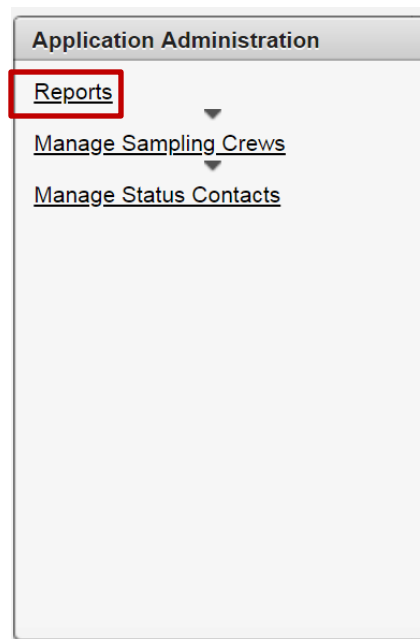 Application Administration
Reports
Manage Sampling Crews
Manage Status Contacts